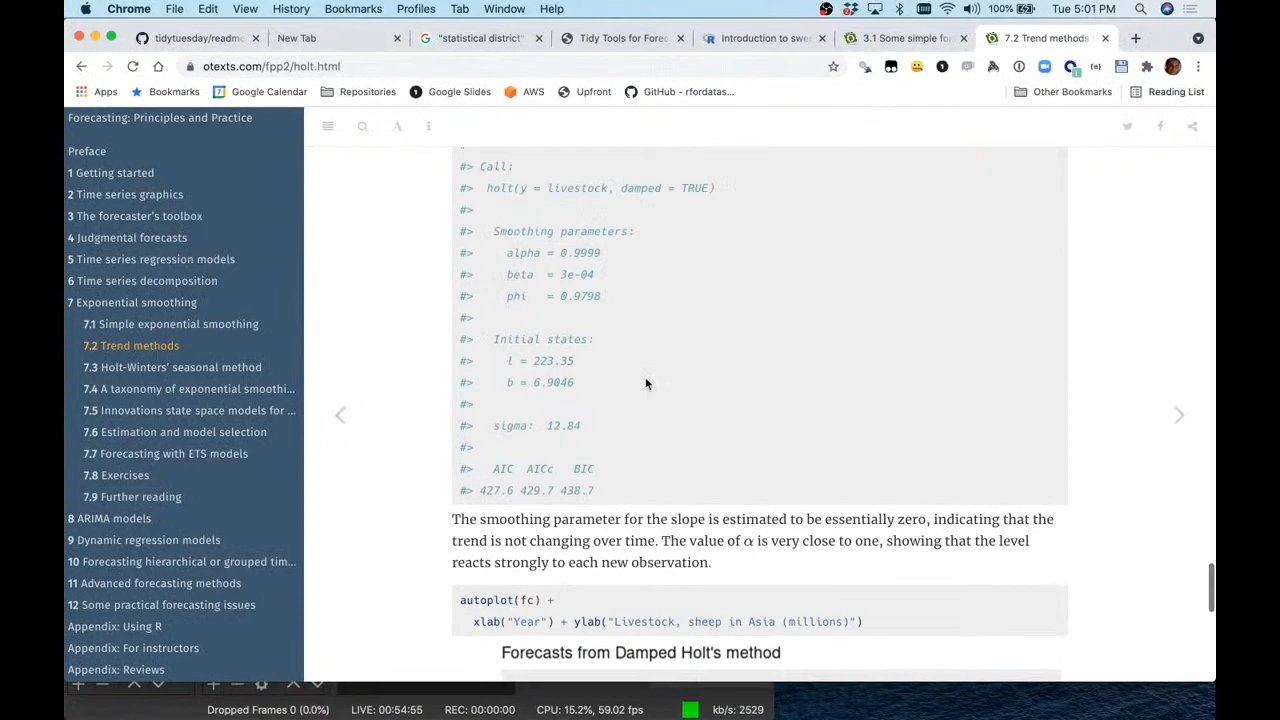 Chrome File Edit View History Bookmarks Profiles Tab Window Help 100% Tue 5:01 PM
tidytuesday/readme New Tab "statistical district" Tidy Tools for Forec Introduction to swe 3.1 Some simple for 7.2 Trend methods
otexts.com/fpp2/holt.html
Apps Bookmarks Google Calendar Repositories Google Slides AWS Upfront GitHub - rfordatas... Other Bookmarks Reading List
Forecasting: Principles and Practice
Preface
1 Getting started
2 Time series graphics
3 The forecaster's toolbox
4 Judgmental forecasts
5 Time series regression models
6 Time series decomposition
7 Exponential smoothing
7.1 Simple exponential smoothing
7.2 Trend methods
7.3 Holt-Winters' seasonal method
7.4 A taxonomy of exponential smoothi...
7.5 Innovations state space models for ...
7.6 Estimation and model selection
7.7 Forecasting with ETS models
7.8 Exercises
7.9 Further reading
8 ARIMA models
9 Dynamic regression models
10 Forecasting hierarchical or grouped tim...
11 Advanced forecasting methods
12 Some practical forecasting issues
Appendix: Using R
Appendix: For instructors
Appendix: Reviews
#> Call:
#> holt(y = livestock, damped = TRUE)
#>
#> Smoothing parameters:
#> alpha = 0.9999
#> beta = 3e-04
#> phi = 0.9798
#>
#> Initial states:
#> l = 223.35
#> b = 6.9046
#>
#> sigma: 12.84
#>
#> AIC AICc BIC
#> 427.6 429.7 438.7
The smoothing parameter for the slope is estimated to be essentially zero, indicating that the
trend is not changing over time. The value of α is very close to one, showing that the level
reacts strongly to each new observation.
autoplot(fc) +
xlab("Year") + ylab("Livestock, sheep in Asia (millions)")
Forecasts from Damped Holt's method
Dropped Frames 0 (0.0%) LIVE: 00:54:55 REC: 00:00:00 CPU: 15.2%, 59.02 fps kb/s: 2529